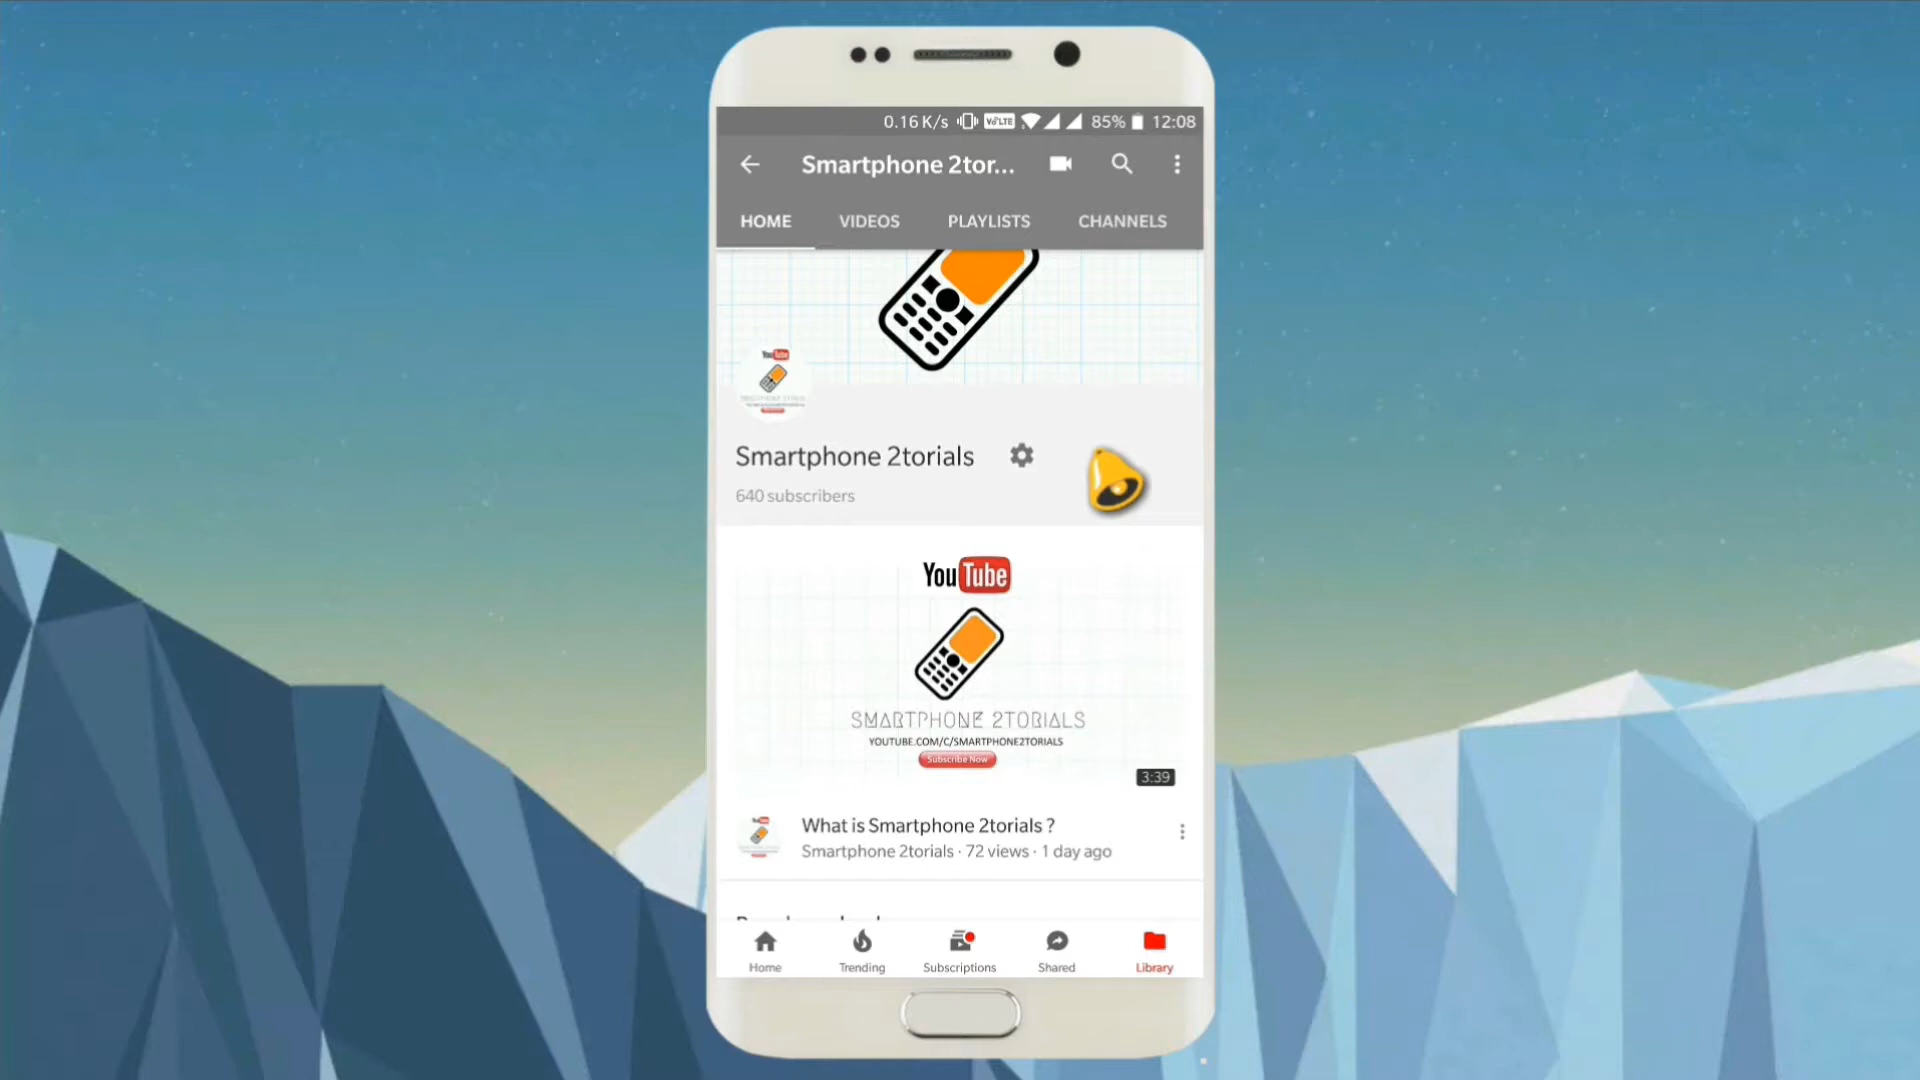 0.16 K/s VoLTE 85% 12:08
Smartphone 2tor...
HOME VIDEOS PLAYLISTS CHANNELS
YouTube
Smartphone 2torials
640 subscribers
YouTube
SMARTPHONE 2TORIALS
YOUTUBE.COM/C/SMARTPHONE2TORIALS
Subscribe Now
3:39
What is Smartphone 2torials ?
Smartphone 2torials · 72 views · 1 day ago
Home Trending Subscriptions Shared Library